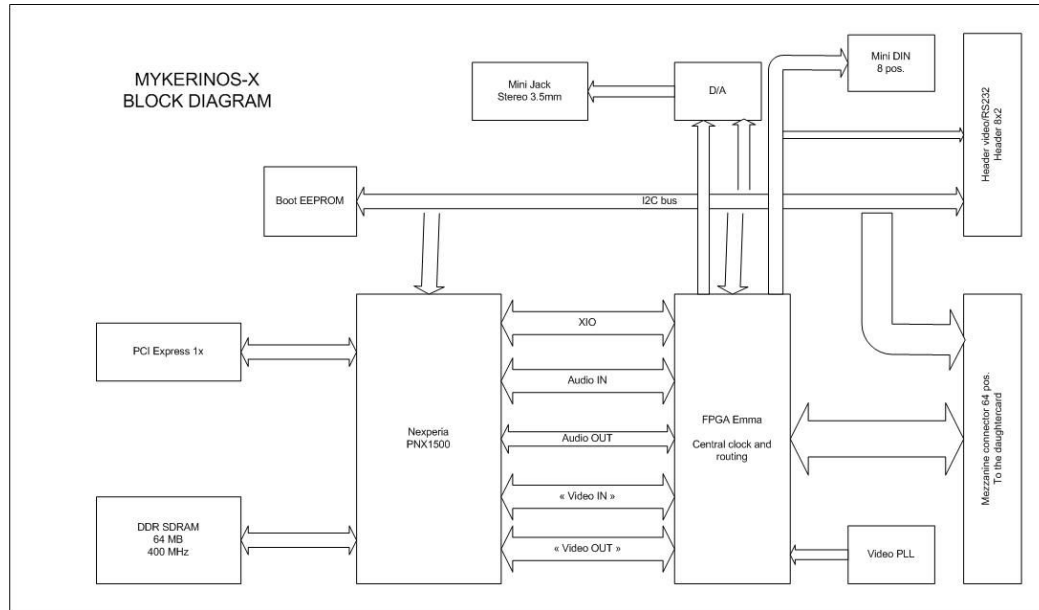 MYKERINOS-X
BLOCK DIAGRAM
Mini Jack
Stereo 3.5mm
D/A
Mini DIN
8 pos.
Header video/RS232
Header 8x2
Boot EEPROM
I2C bus
PCI Express 1x
Nexperia
PNX1500
XIO
Audio IN
Audio OUT
« Video IN »
« Video OUT »
FPGA Emma
Central clock and
routing
Mezzanine connector 64 pos.
To the daughtercard
DDR SDRAM
64 MB
400 MHz
Video PLL